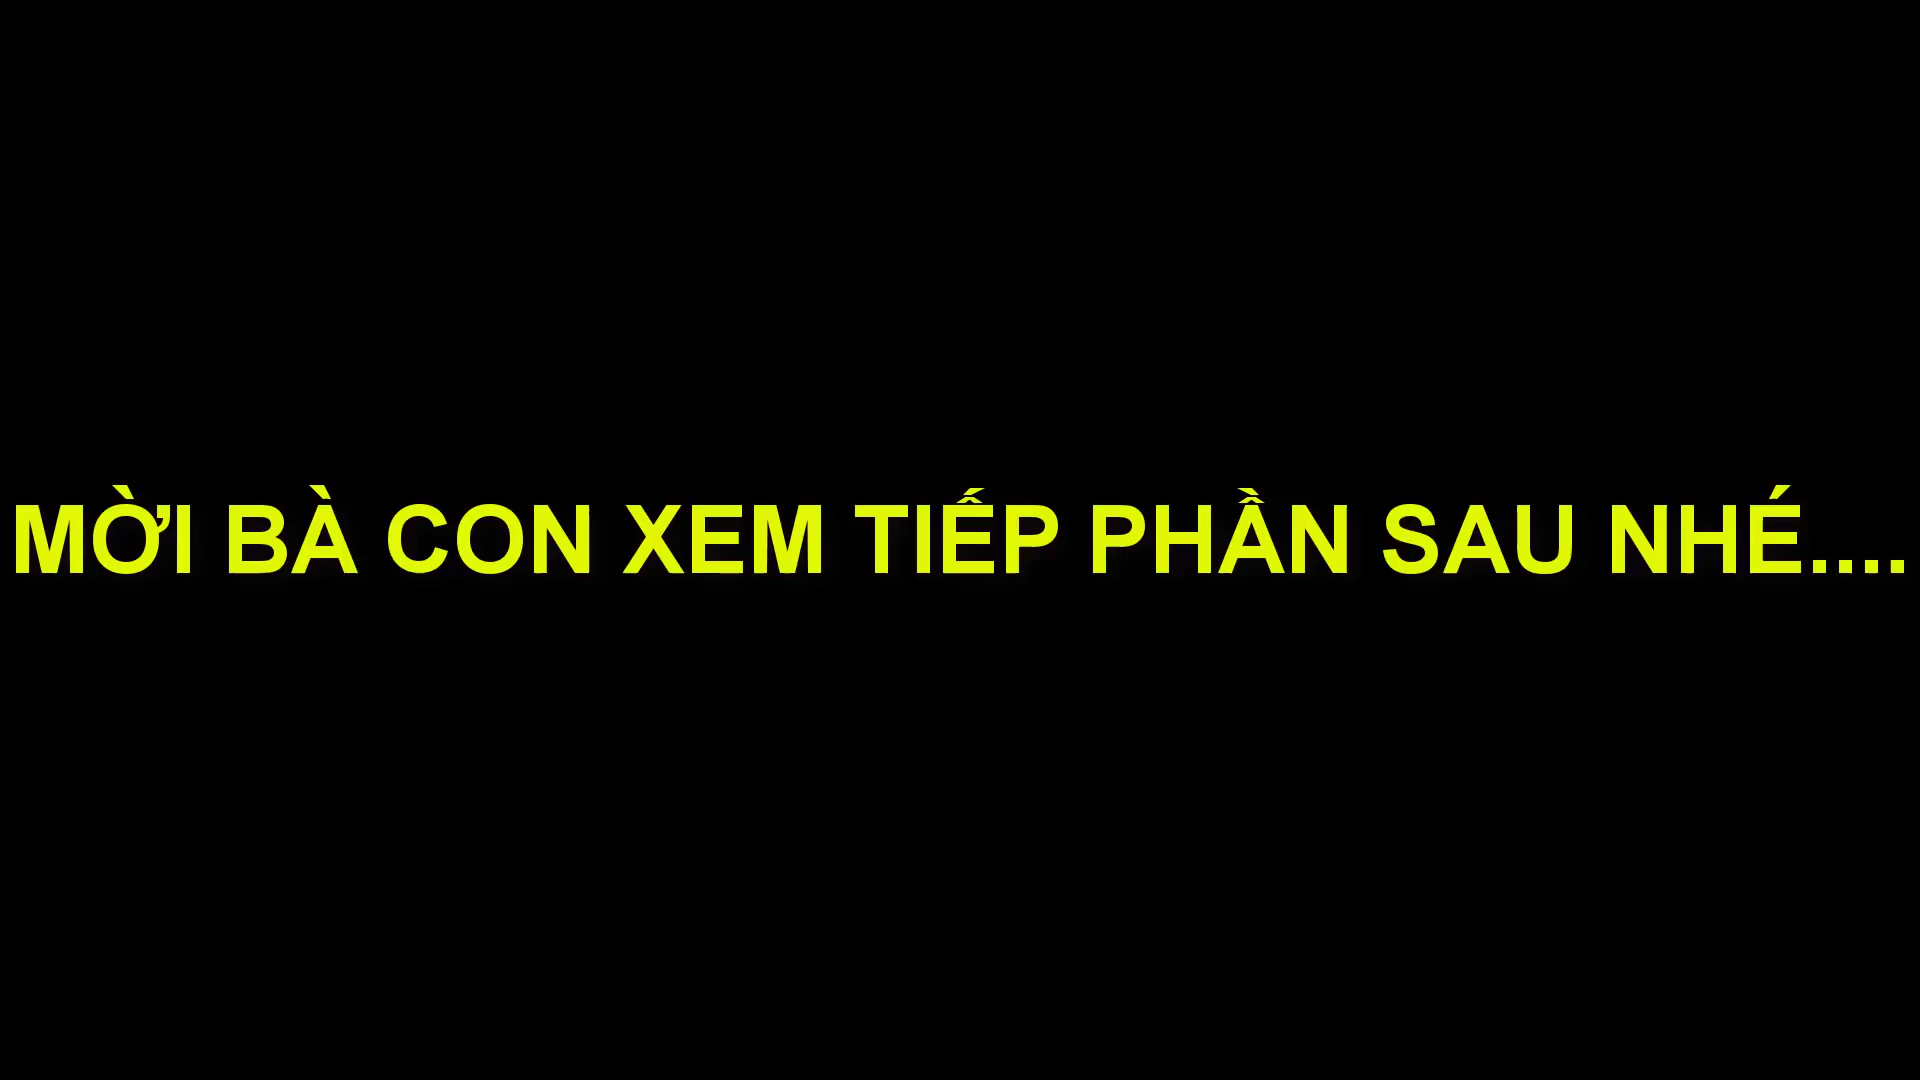 MỜI BÀ CON XEM TIẾP PHẦN SAU NHÉ....